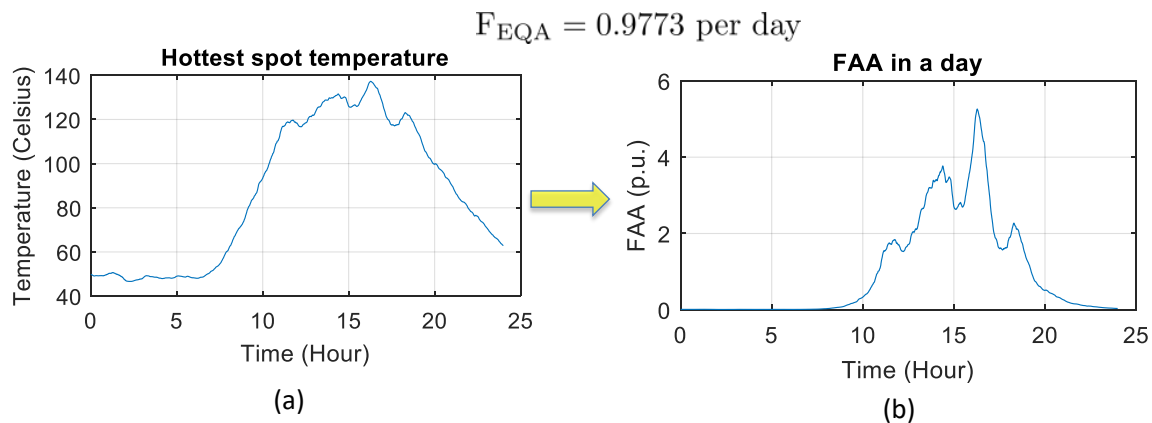 F_EQA = 0.9773 per day
Hottest spot temperature
140
120
100
80
60
40
Temperature (Celsius)
0 5 10 15 20 25
Time (Hour)
(a)
FAA in a day
6
4
2
0
FAA (p.u.)
0 5 10 15 20 25
Time (Hour)
(b)